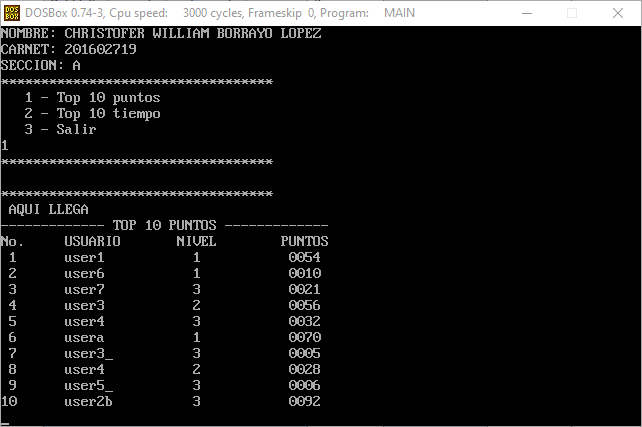 DOSBox 0.74-3, Cpu speed: 3000 cycles, Frameskip 0, Program: MAIN
NOMBRE: CHRISTOFER WILLIAM BORRAYO LOPEZ
CARNET: 201602719
SECCION: A
**********************************
1 - Top 10 puntos
2 - Top 10 tiempo
3 - Salir
1
**********************************
**********************************
AQUI LLEGA
------------- TOP 10 PUNTOS -------------
No. USUARIO NIVEL PUNTOS
1 user1 1 0054
2 user6 1 0010
3 user7 3 0021
4 user3 2 0056
5 user4 3 0032
6 usera 1 0070
7 user3_ 3 0005
8 user4 2 0028
9 user5_ 3 0006
10 user2b 3 0092
_